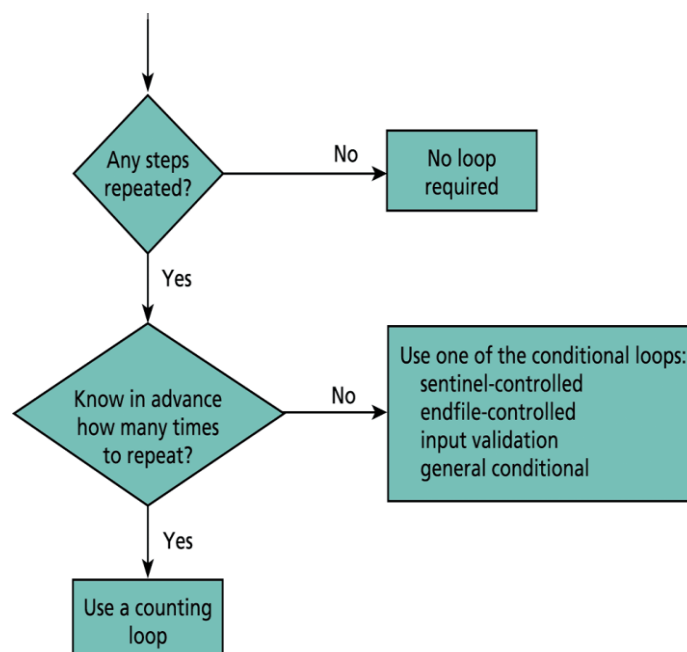 Any steps
repeated?
No
No loop
required
Yes
Know in advance
how many times
to repeat?
No
Use one of the conditional loops:
sentinel-controlled
endfile-controlled
input validation
general conditional
Yes
Use a counting
loop